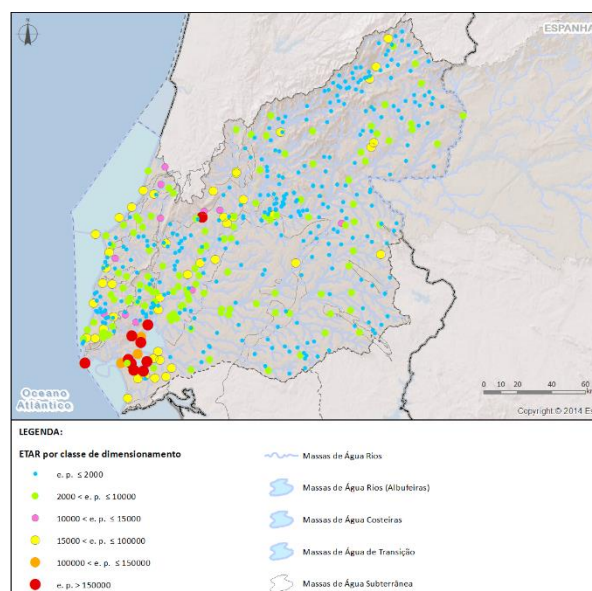 ESPANHA
N
Oceano
Atlântico
0 10 20 40 60
Copyright © 2014 Es
LEGENDA:
ETAR por classe de dimensionamento
e. p. ≤ 2000
2000 < e. p. ≤ 10000
10000 < e. p. ≤ 15000
15000 < e. p. ≤ 100000
100000 < e. p. ≤ 150000
e. p. > 150000
Massas de Água Rios
Massas de Água Rios (Albufeiras)
Massas de Água Costeiras
Massas de Água de Transição
Massas de Água Subterrânea